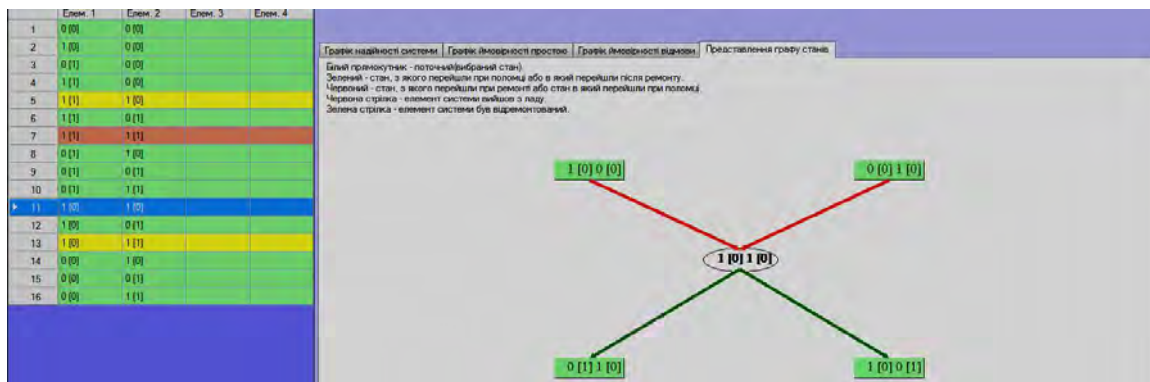 Елем. 1 Елем. 2 Елем. 3 Елем. 4
1 0 [0] 0 [0]
2 1 [0] 0 [0]
3 0 [1] 0 [0]
4 1 [1] 0 [0]
5 1 [1] 1 [0]
6 1 [1] 0 [1]
7 1 [1] 1 [1]
8 0 [1] 1 [0]
9 0 [1] 0 [1]
10 0 [1] 1 [1]
11 1 [0] 1 [0]
12 1 [0] 0 [1]
13 1 [0] 1 [1]
14 0 [0] 1 [0]
15 0 [0] 0 [1]
16 0 [0] 1 [1]
Графік надійності системи Графік ймовірності простою Графік ймовірності відмови Представлення графу станів
Білий прямокутник - поточний(вибраний стан).
Зелений - стан, з якого перейшли при поломці або в який перейшли після ремонту.
Червоний - стан, з якого перейшли при ремонті або стан в який перейшли при поломці.
Червона стрілка - елемент системи вийшов з ладу.
Зелена стрілка - елемент системи був відремонтований.
1 [0] 0 [0] 0 [0] 1 [0]
1 [0] 1 [0]
0 [1] 1 [0] 1 [0] 0 [1]